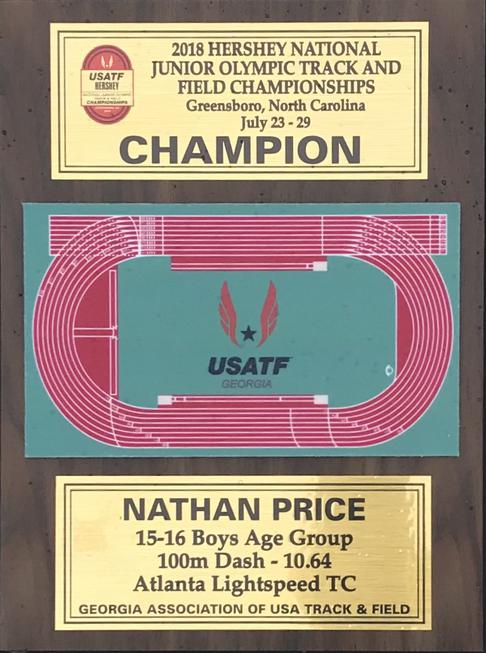 2018 HERSHEY NATIONAL
JUNIOR OLYMPIC TRACK AND
FIELD CHAMPIONSHIPS
Greensboro, North Carolina
July 23 - 29
CHAMPION
USATF
HERSHEY
CHAMPIONSHIPS
USATF
GEORGIA
NATHAN PRICE
15-16 Boys Age Group
100m Dash - 10.64
Atlanta Lightspeed TC
GEORGIA ASSOCIATION OF USA TRACK & FIELD